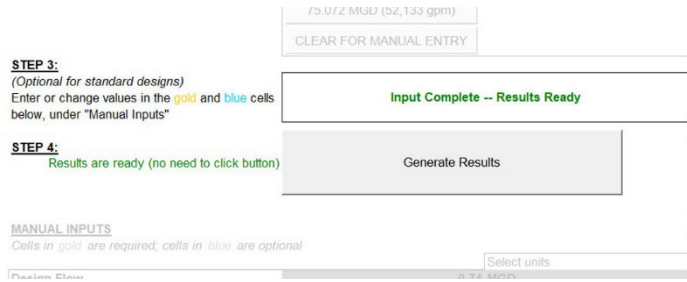 75.072 MGD (52,133 gpm)
CLEAR FOR MANUAL ENTRY
STEP 3:
(Optional for standard designs)
Enter or change values in the gold and blue cells
below, under "Manual Inputs"
Input Complete -- Results Ready
STEP 4:
Results are ready (no need to click button)
Generate Results
MANUAL INPUTS
Cells in gold are required; cells in blue are optional
Select units
Design Flow 0.74 MGD